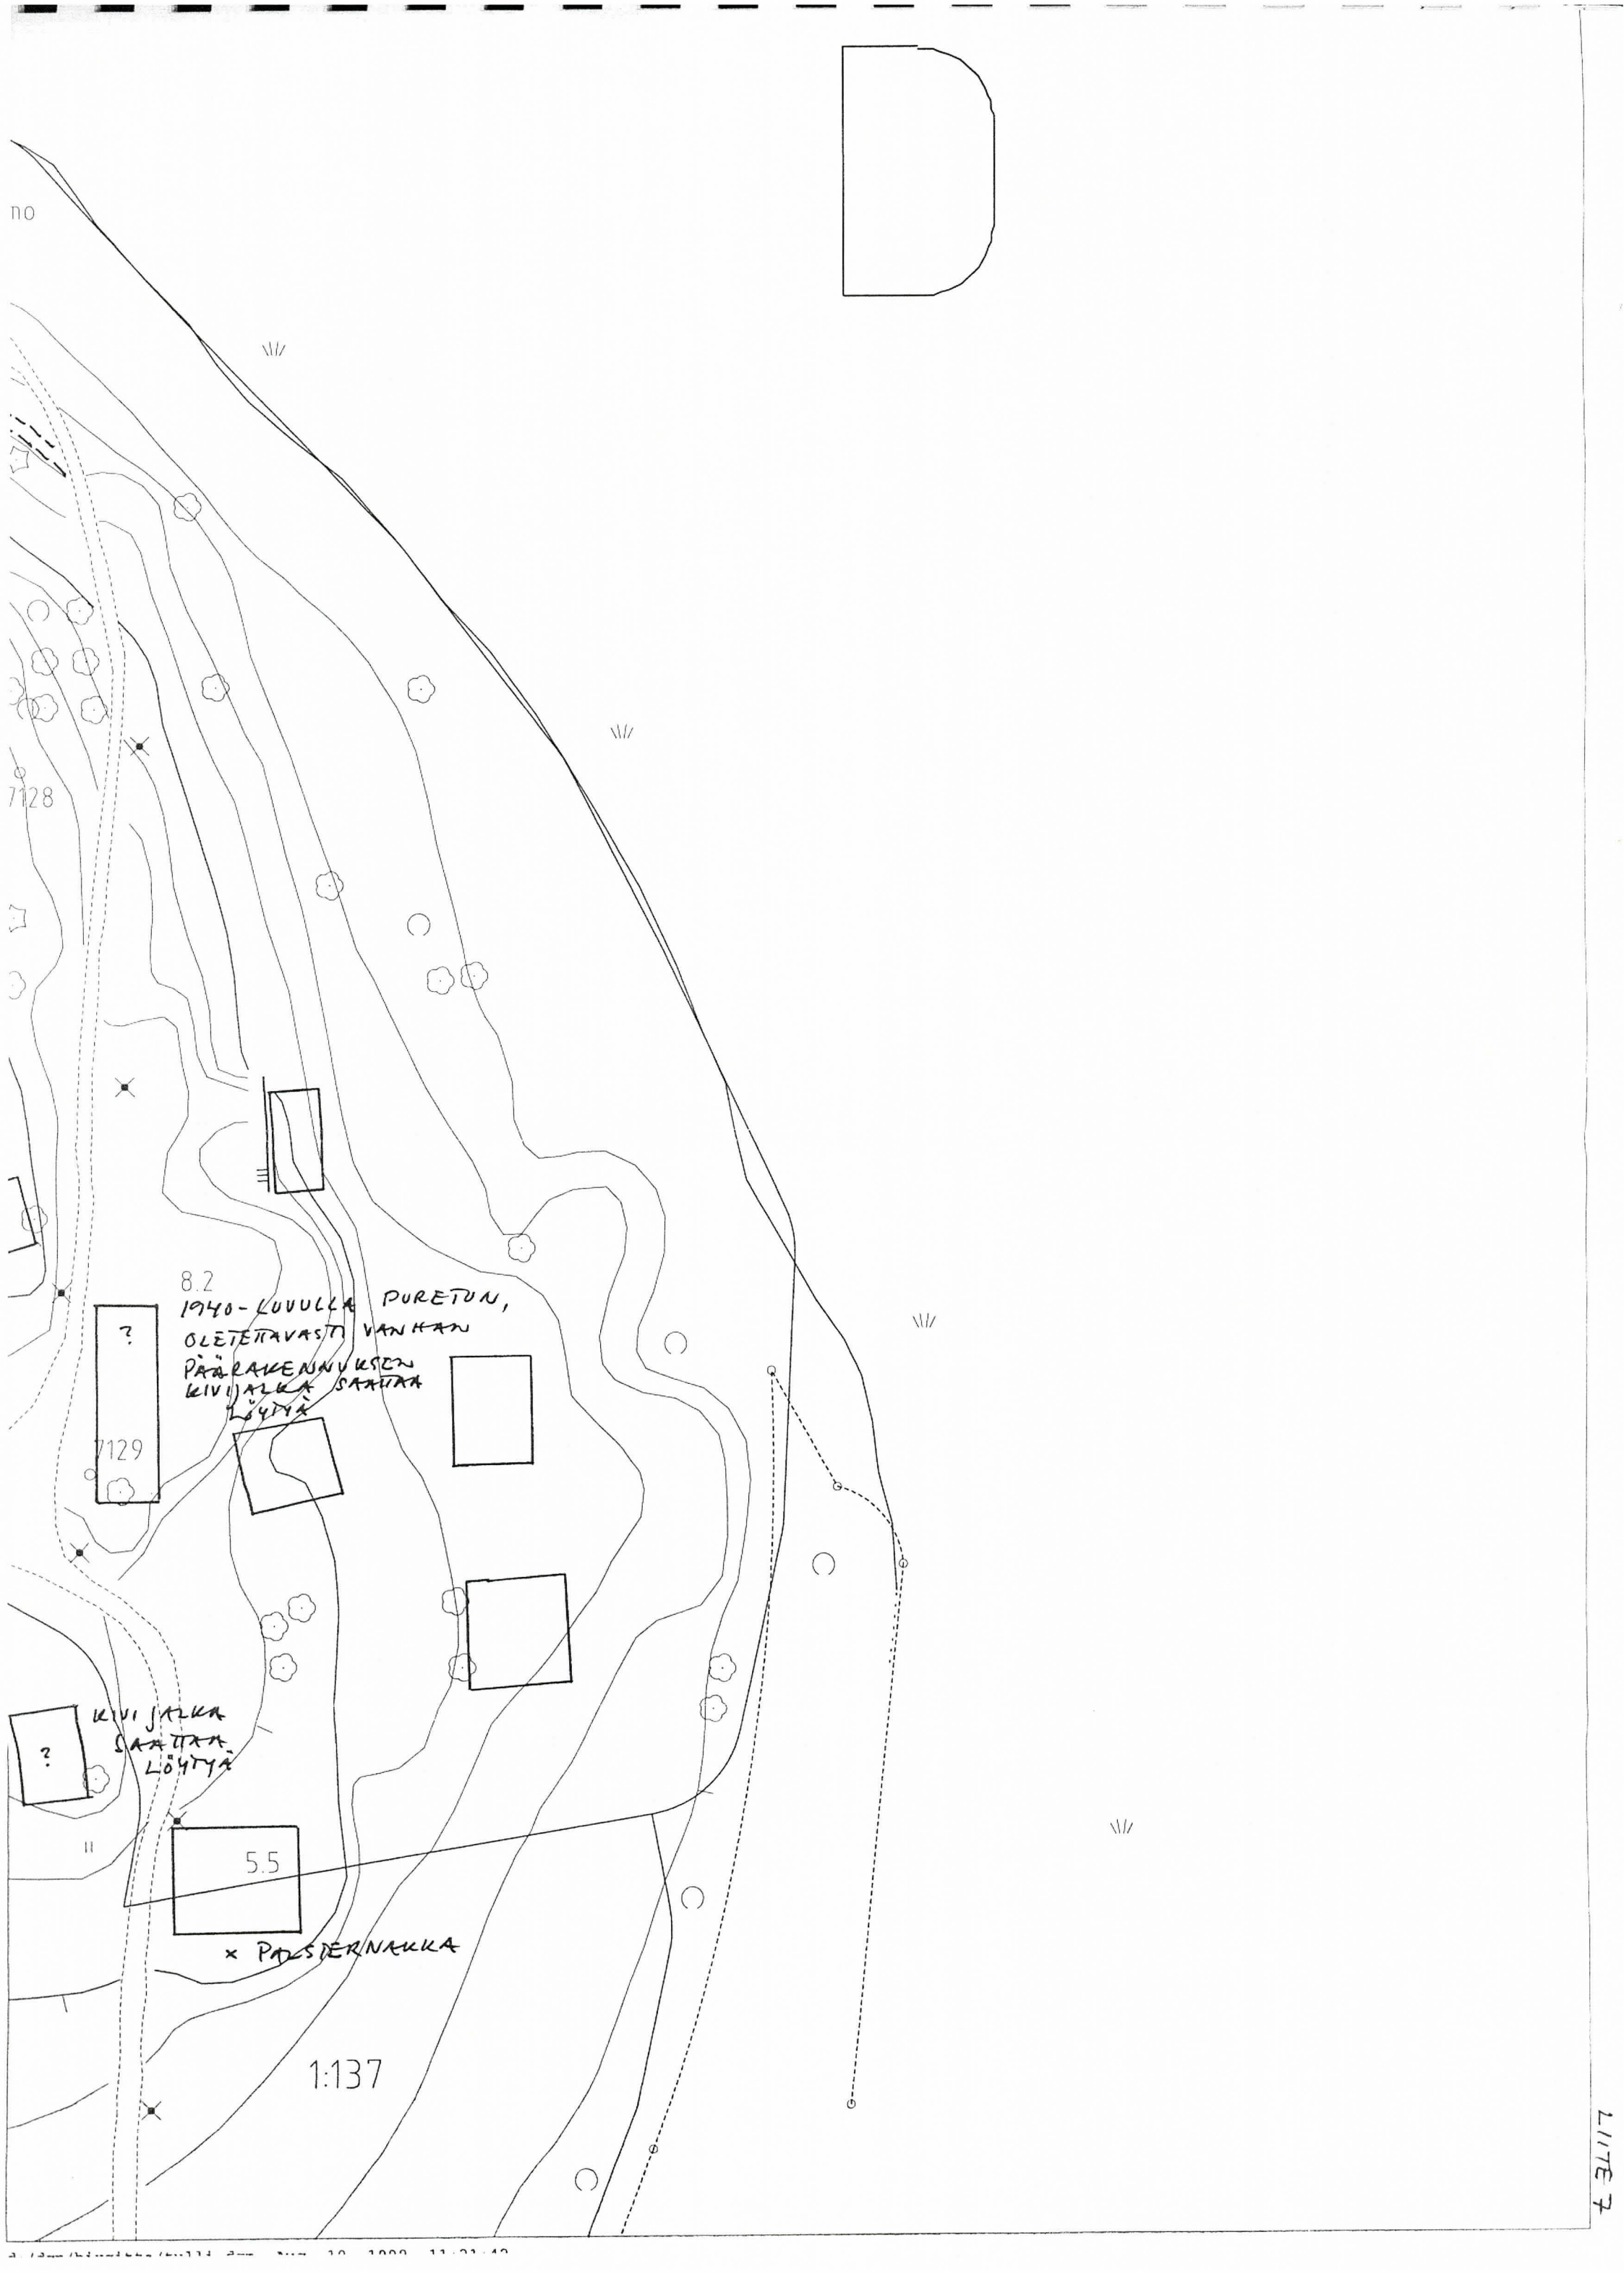 no
7128
8.2
1940-LUVULLA PURETUN,
OLETETTAVASTI VANHAN
PÄÄRAKENNUKSEN
KIVIJALKA SAATTAA
LÖYTYÄ
?
7129
KIVIJALKA
SAATTAA
LÖYTYÄ
?
5.5
x PALSTERNAKKA
1:137
LIITE 7